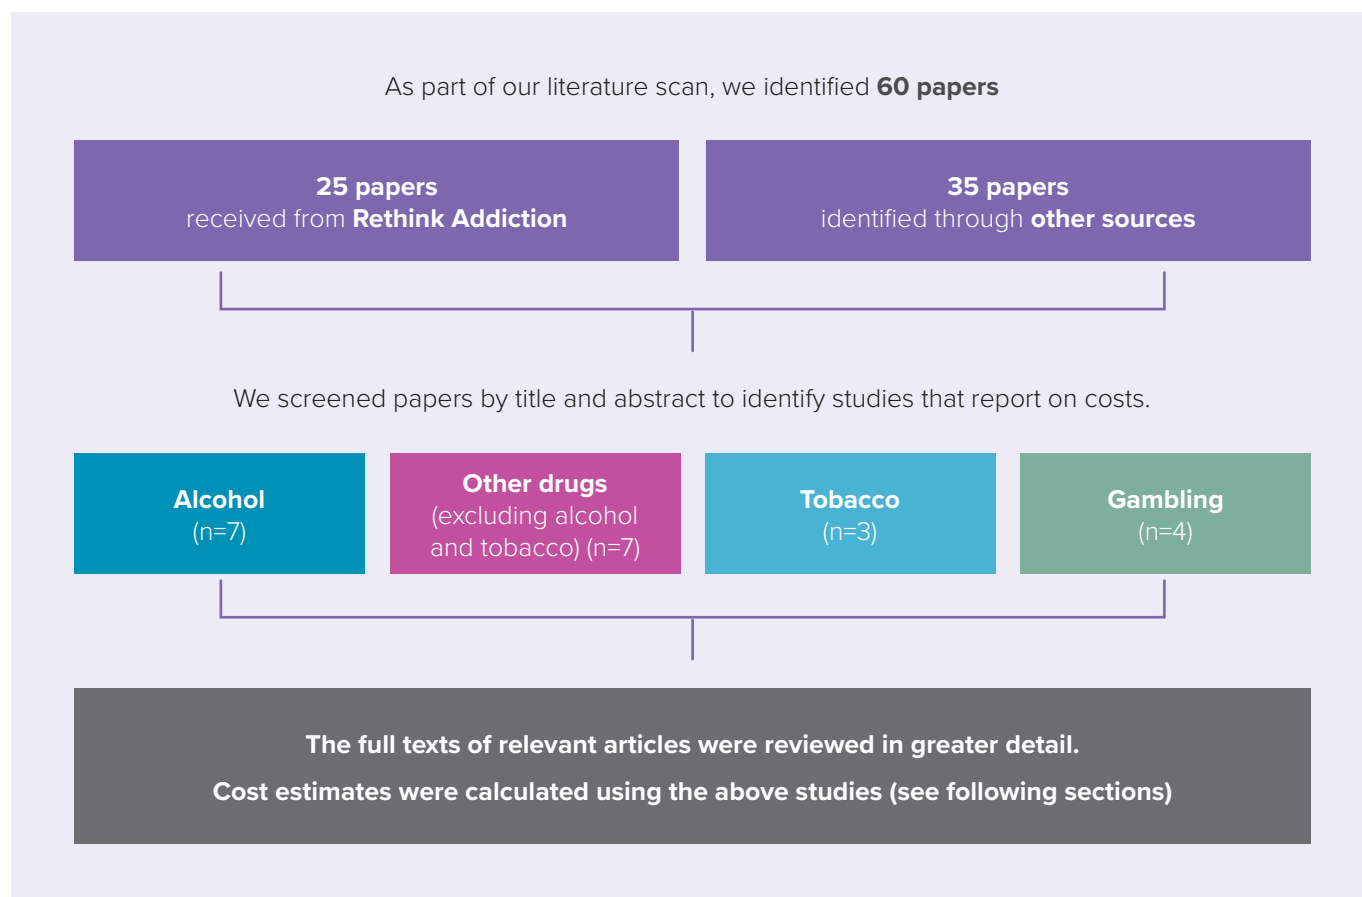 As part of our literature scan, we identified 60 papers
25 papers
received from Rethink Addiction
35 papers
identified through other sources
We screened papers by title and abstract to identify studies that report on costs.
Alcohol
(n=7)
Other drugs
(excluding alcohol
and tobacco) (n=7)
Tobacco
(n=3)
Gambling
(n=4)
The full texts of relevant articles were reviewed in greater detail.
Cost estimates were calculated using the above studies (see following sections)